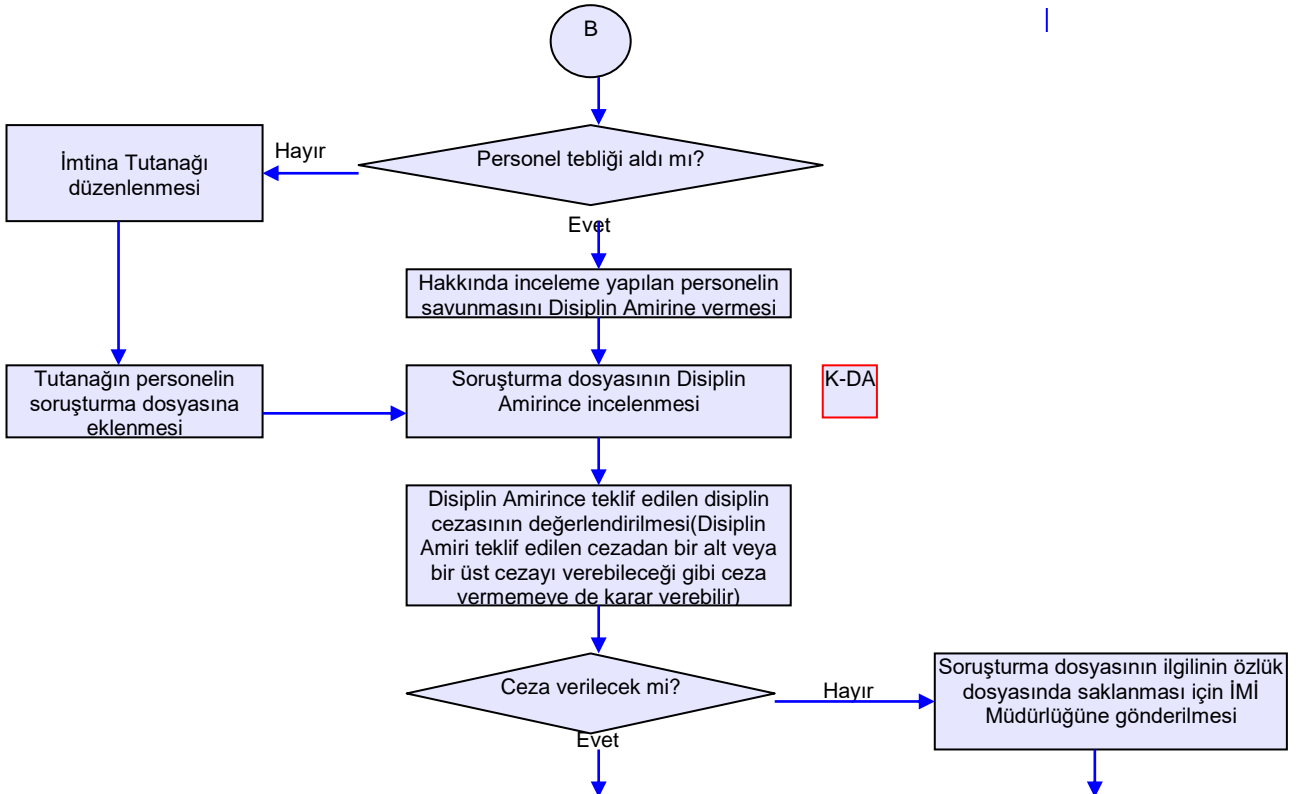 B
Personel tebliği aldı mı?
Hayır
İmtina Tutanağı
düzenlenmesi
Evet
Hakkında inceleme yapılan personelin
savunmasını Disiplin Amirine vermesi
Tutanağın personelin
soruşturma dosyasına
eklenmesi
Soruşturma dosyasının Disiplin
Amirince incelenmesi
K-DA
Disiplin Amirince teklif edilen disiplin
cezasının değerlendirilmesi(Disiplin
Amiri teklif edilen cezadan bir alt veya
bir üst cezayı verebileceği gibi ceza
vermemeye de karar verebilir)
Ceza verilecek mi?
Hayır
Soruşturma dosyasının ilgilinin özlük
dosyasında saklanması için İMİ
Müdürlüğüne gönderilmesi
Evet